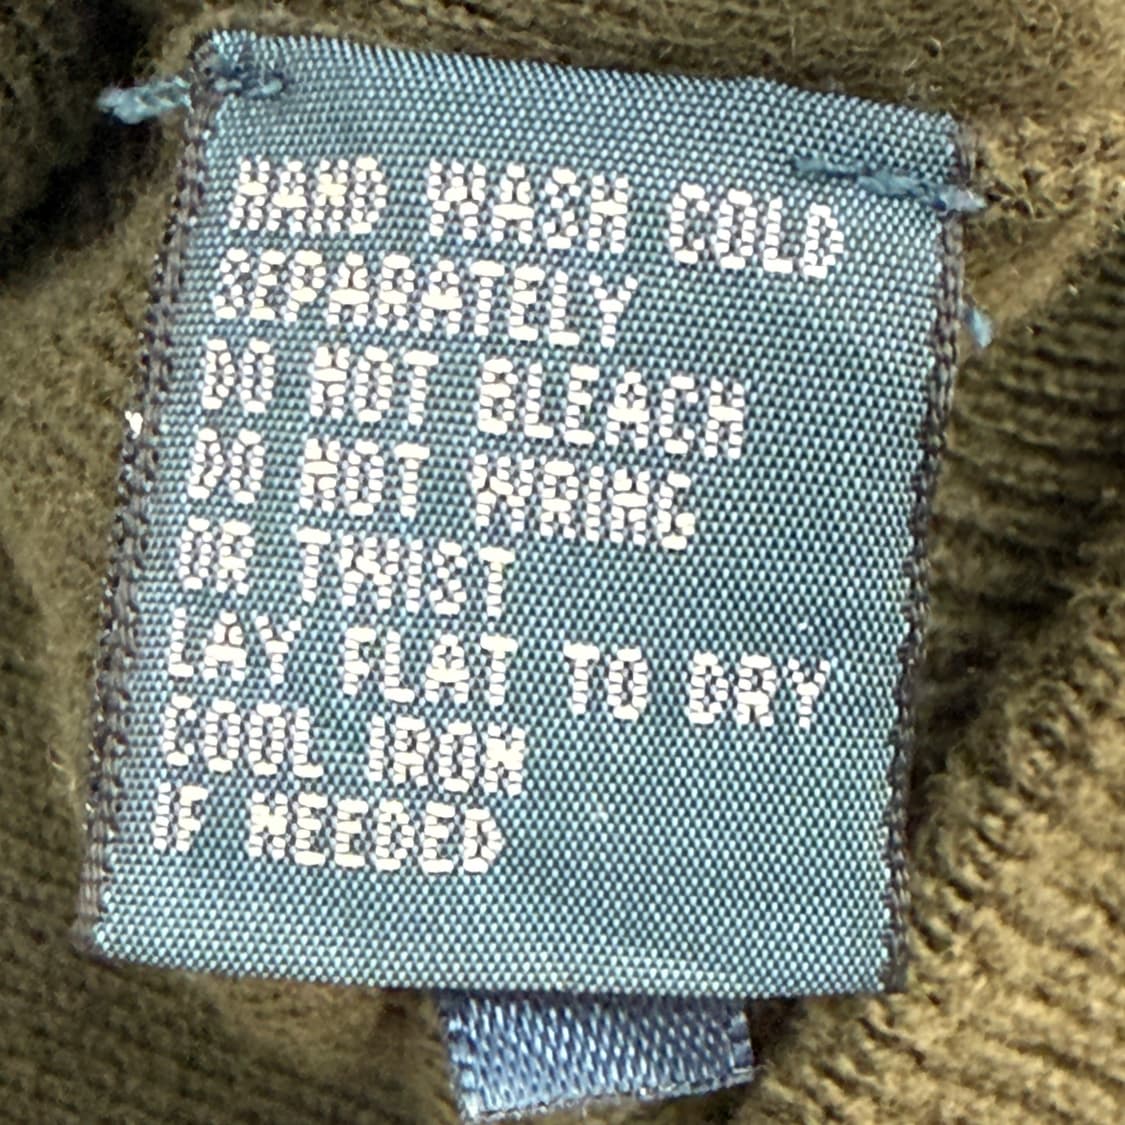 HAND WASH COLD
SEPARATELY
DO NOT BLEACH
DO NOT WRING
OR TWIST
LAY FLAT TO DRY
COOL IRON
IF NEEDED